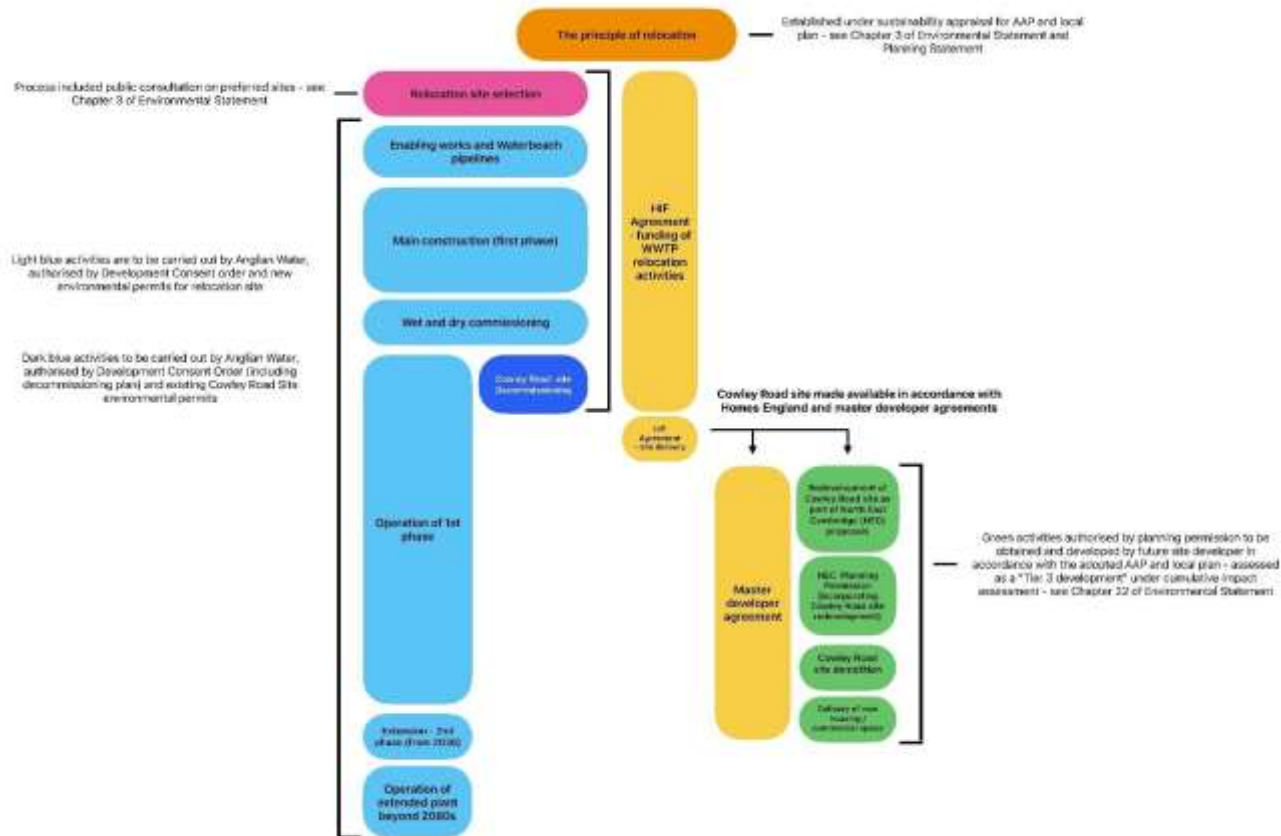 The principle of relocation
Established under sustainability appraisal for AAP and local
plan - see Chapter 3 of Environmental Statement and
Planning Statement
Process included public consultation on preferred sites - see
Chapter 3 of Environmental Statement
Relocation site selection
Enabling works and Waterbeach
pipelines
Main construction (first phase)
HIF
Agreement
- funding of
WWTP
relocation
activities
Light blue activities are to be carried out by Anglian Water,
authorised by Development Consent order and new
environmental permits for relocation site
Wet and dry commissioning
Dark blue activities to be carried out by Anglian Water,
authorised by Development Consent Order (including
decommissioning plan) and existing Cowley Road Site
environmental permits
Cowley Road site
Decommissioning
Cowley Road site made available in accordance with
Homes England and master developer agreements
HIF
Agreement
- site delivery
Operation of 1st
phase
Master
developer
agreement
Redevelopment of
Cowley Road site as
part of North East
Cambridge (NEC)
proposals
NEC Planning
Permission
(incorporating
Cowley Road site
redevelopment)
Cowley Road
site demolition
Delivery of new
housing/
commercial space
Green activities authorised by planning permission to be
obtained and developed by future site developer in
accordance with the adopted AAP and local plan - assessed
as a "Tier 3 development" under cumulative impact
assessment - see Chapter 22 of Environmental Statement
Extension - 2nd
phase (from 2036)
Operation of
extended plant
beyond 2080s